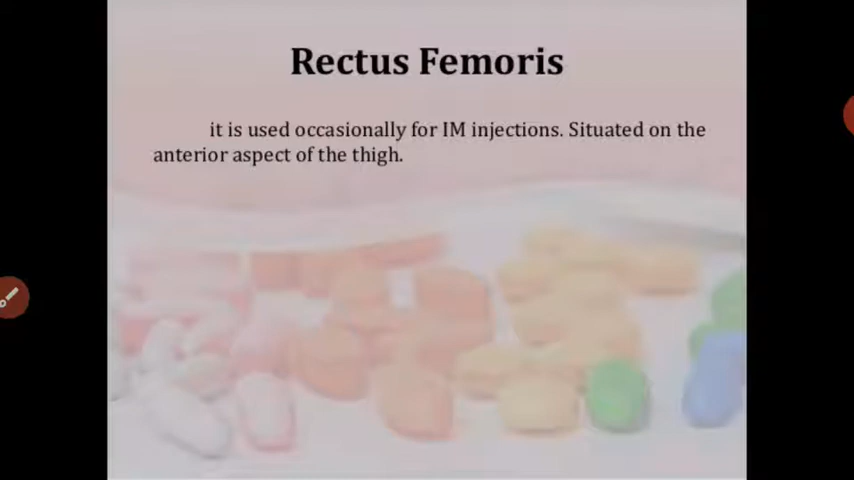 Rectus Femoris
it is used occasionally for IM injections. Situated on the
anterior aspect of the thigh.